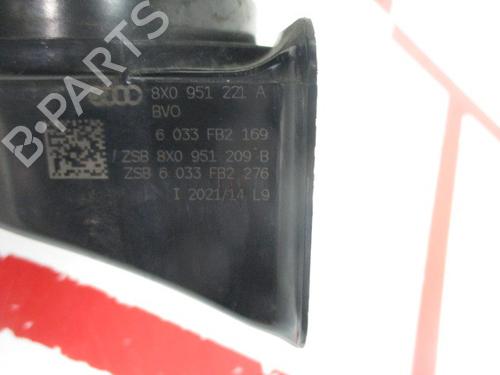 8X0 951 221 A
BVO
6 033 FB2 169
ZSB 8X0 951 209 B
ZSB 6 033 FB2 276
I 2021/14 L9
B-PARTS